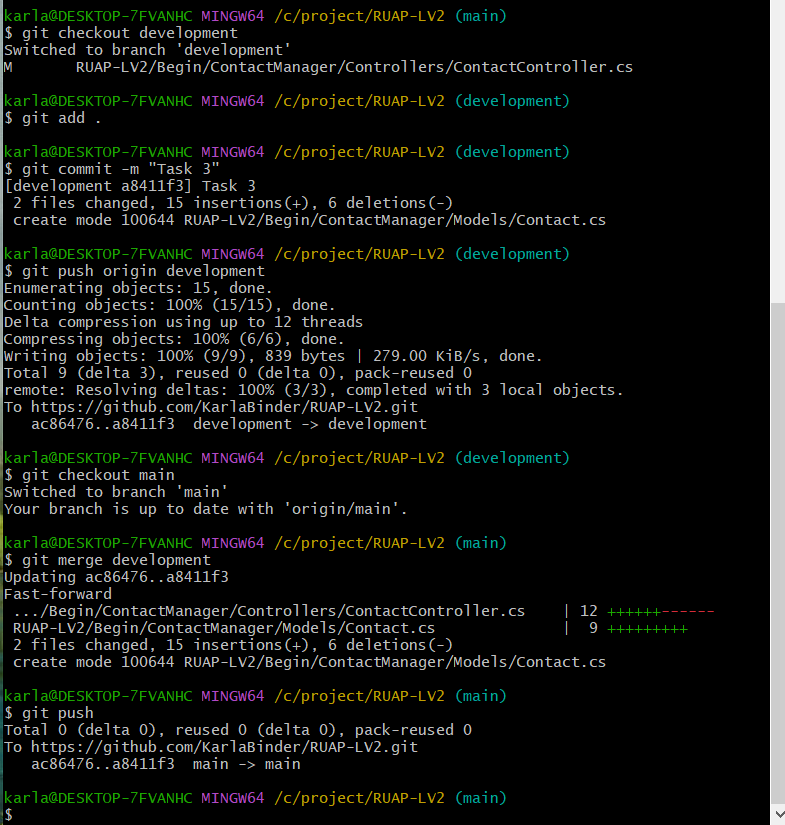 karla@DESKTOP-7FVANHC MINGW64 /c/project/RUAP-LV2 (main)
$ git checkout development
Switched to branch 'development'
M       RUAP-LV2/Begin/ContactManager/Controllers/ContactController.cs

karla@DESKTOP-7FVANHC MINGW64 /c/project/RUAP-LV2 (development)
$ git add .

karla@DESKTOP-7FVANHC MINGW64 /c/project/RUAP-LV2 (development)
$ git commit -m "Task 3"
[development a8411f3] Task 3
 2 files changed, 15 insertions(+), 6 deletions(-)
 create mode 100644 RUAP-LV2/Begin/ContactManager/Models/Contact.cs

karla@DESKTOP-7FVANHC MINGW64 /c/project/RUAP-LV2 (development)
$ git push origin development
Enumerating objects: 15, done.
Counting objects: 100% (15/15), done.
Delta compression using up to 12 threads
Compressing objects: 100% (6/6), done.
Writing objects: 100% (9/9), 839 bytes | 279.00 KiB/s, done.
Total 9 (delta 3), reused 0 (delta 0), pack-reused 0
remote: Resolving deltas: 100% (3/3), completed with 3 local objects.
To https://github.com/KarlaBinder/RUAP-LV2.git
   ac86476..a8411f3  development -> development

karla@DESKTOP-7FVANHC MINGW64 /c/project/RUAP-LV2 (development)
$ git checkout main
Switched to branch 'main'
Your branch is up to date with 'origin/main'.

karla@DESKTOP-7FVANHC MINGW64 /c/project/RUAP-LV2 (main)
$ git merge development
Updating ac86476..a8411f3
Fast-forward
 .../Begin/ContactManager/Controllers/ContactController.cs    | 12 ++++++------
 RUAP-LV2/Begin/ContactManager/Models/Contact.cs              |  9 +++++++++
 2 files changed, 15 insertions(+), 6 deletions(-)
 create mode 100644 RUAP-LV2/Begin/ContactManager/Models/Contact.cs

karla@DESKTOP-7FVANHC MINGW64 /c/project/RUAP-LV2 (main)
$ git push
Total 0 (delta 0), reused 0 (delta 0), pack-reused 0
To https://github.com/KarlaBinder/RUAP-LV2.git
   ac86476..a8411f3  main -> main

karla@DESKTOP-7FVANHC MINGW64 /c/project/RUAP-LV2 (main)
$